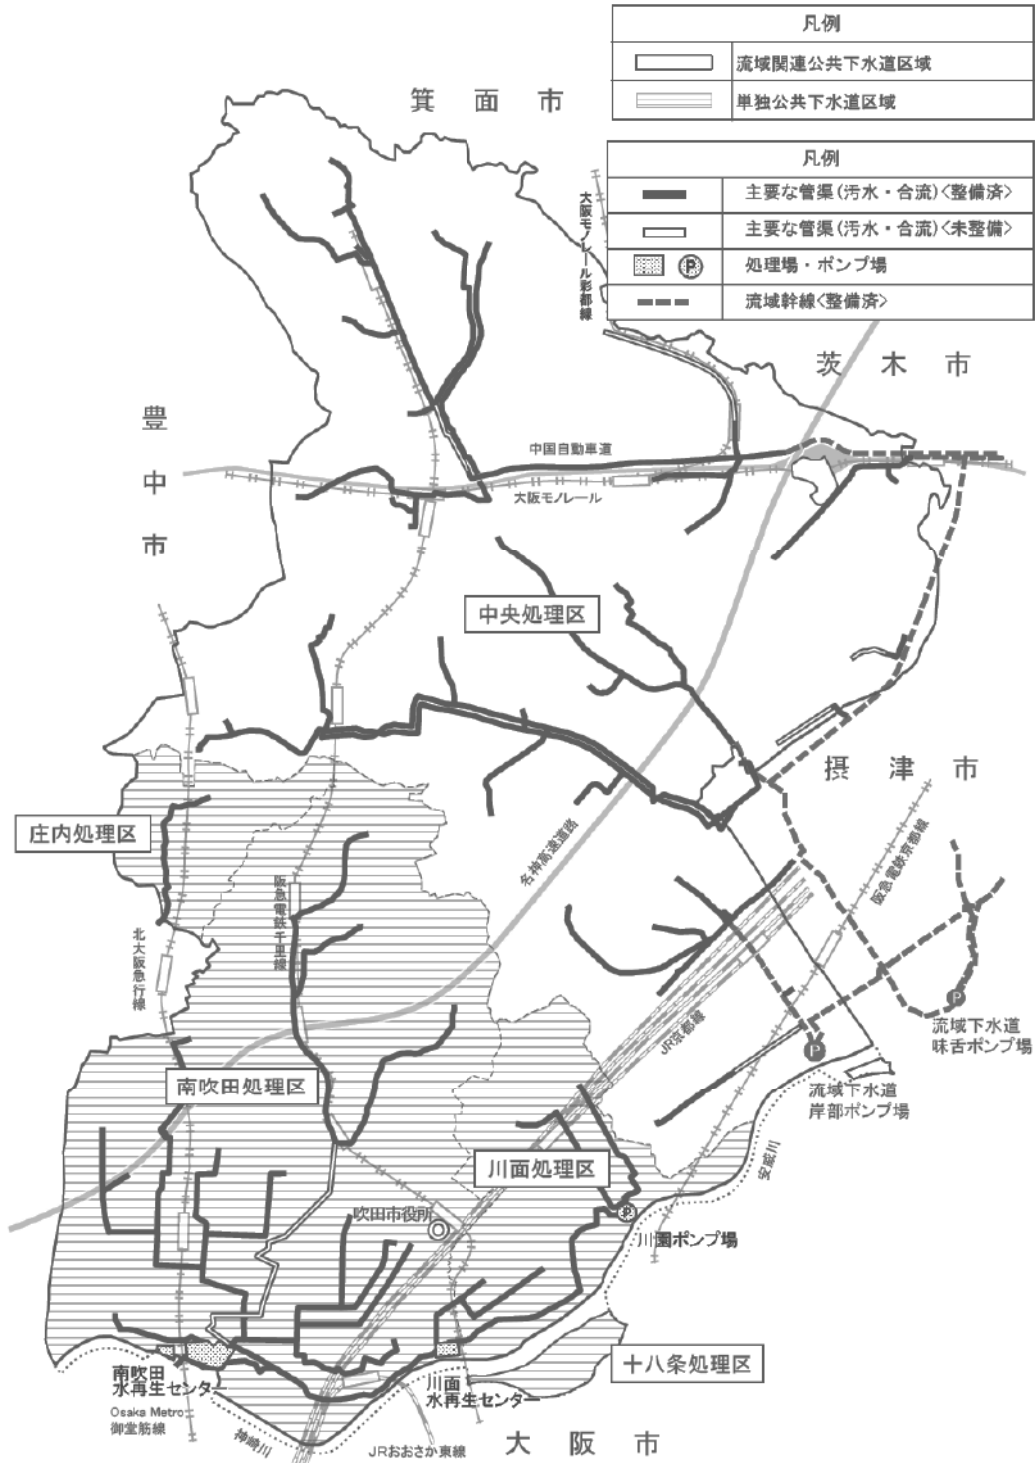 凡例
流域関連公共下水道区域
単独公共下水道区域
凡例
主要な管渠(汚水・合流)<整備済>
主要な管渠(汚水・合流)<未整備>
P
処理場・ポンプ場
流域幹線<整備済>
箕面市
大阪モノレール彩都線
茨木市
豊中市
中国自動車道
大阪モノレール
中央処理区
摂津市
庄内処理区
名神高速道路
阪急電鉄京都線
阪急電鉄千里線
北大阪急行線
JR京都線
P
流域下水道
味舌ポンプ場
P
流域下水道
岸部ポンプ場
南吹田処理区
川面処理区
安威川
吹田市役所
P
川園ポンプ場
十八条処理区
南吹田
水再生センター
川面
水再生センター
Osaka Metro
御堂筋線
神崎川
JRおおさか東線
大阪市